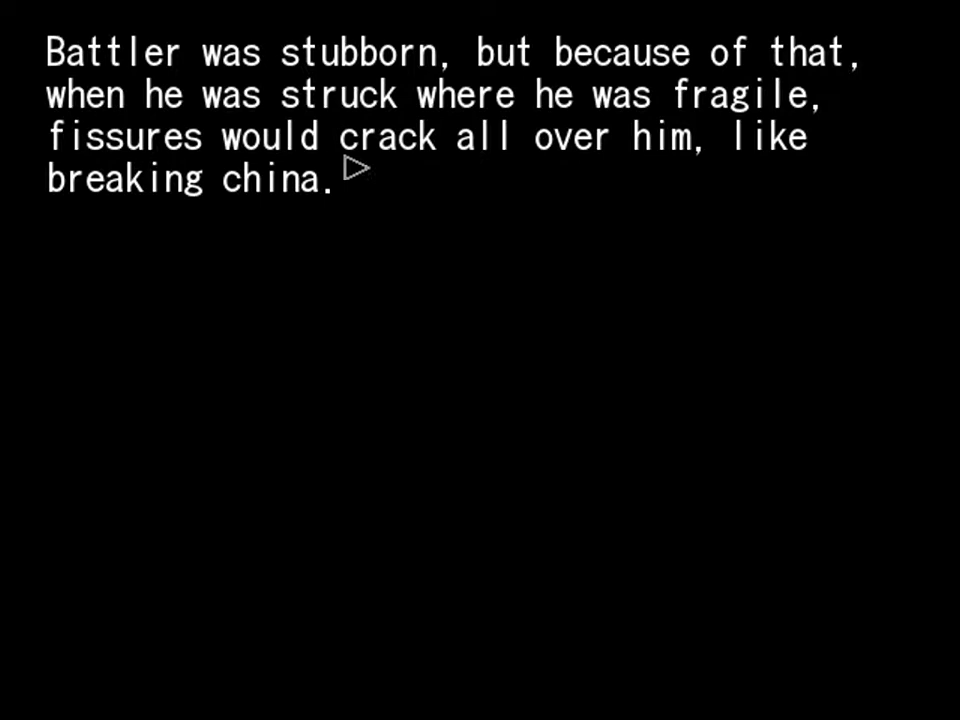 Battler was stubborn, but because of that,
when he was struck where he was fragile,
fissures would crack all over him, like
breaking china.